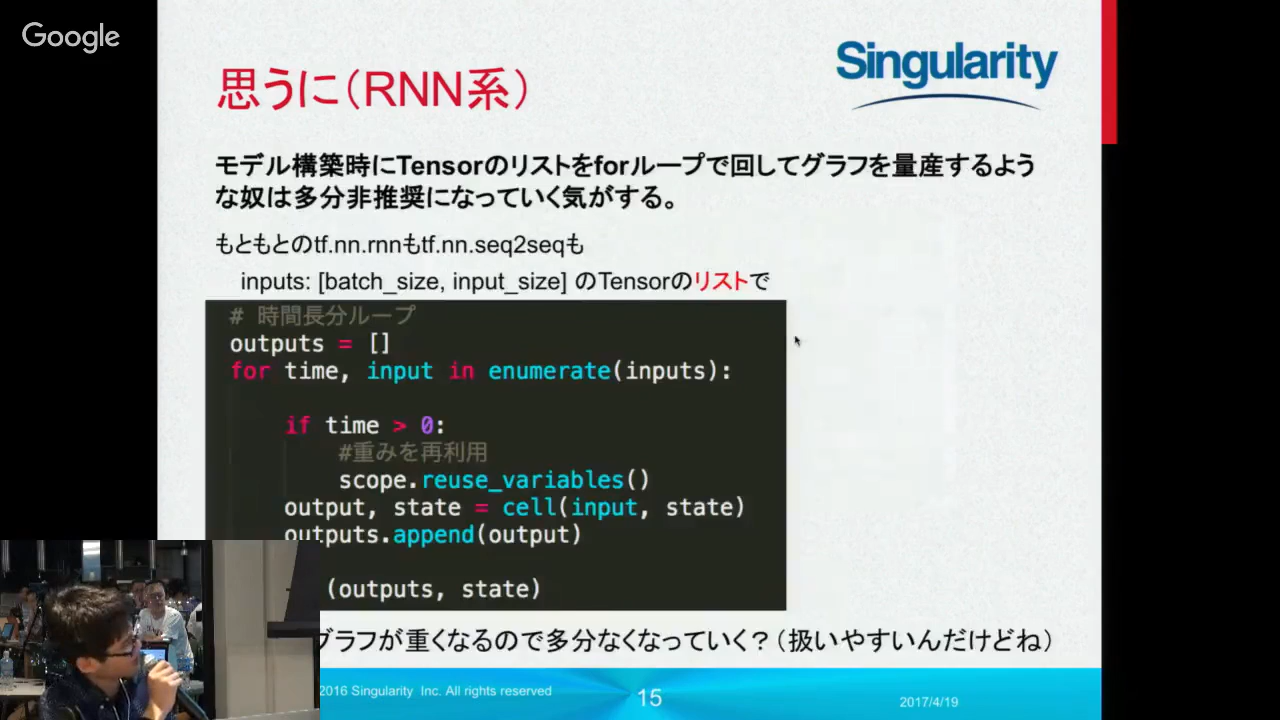 Google
Singularity
思うに（RNN系）
モデル構築時にTensorのリストをforループで回してグラフを量産するよう
な奴は多分非推奨になっていく気がする。
もともとのtf.nn.rnnもtf.nn.seq2seqも
inputs: [batch_size, input_size] のTensorのリストで
# 時間長分ループ
outputs = []
for time, input in enumerate(inputs):
if time > 0:
#重みを再利用
scope.reuse_variables()
output, state = cell(input, state)
outputs.append(output)
(outputs, state)
グラフが重くなるので多分なくなっていく？（扱いやすいんだけどね）
2016 Singularity Inc. All rights reserved
15
2017/4/19